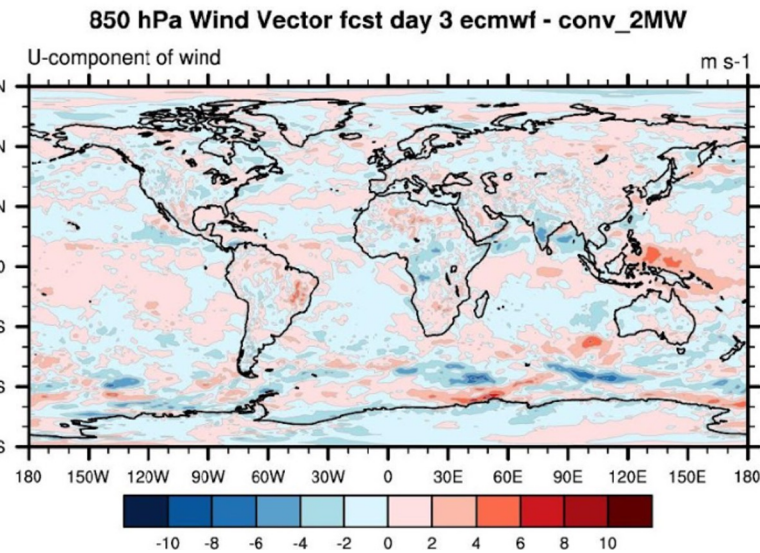 850 hPa Wind Vector fcst day 3 ecmwf - conv_2MW
U-component of wind
m s-1
N
N
N
0
S
S
S
180 150W 120W 90W 60W 30W 0 30E 60E 90E 120E 150E 180
-10 -8 -6 -4 -2 0 2 4 6 8 10